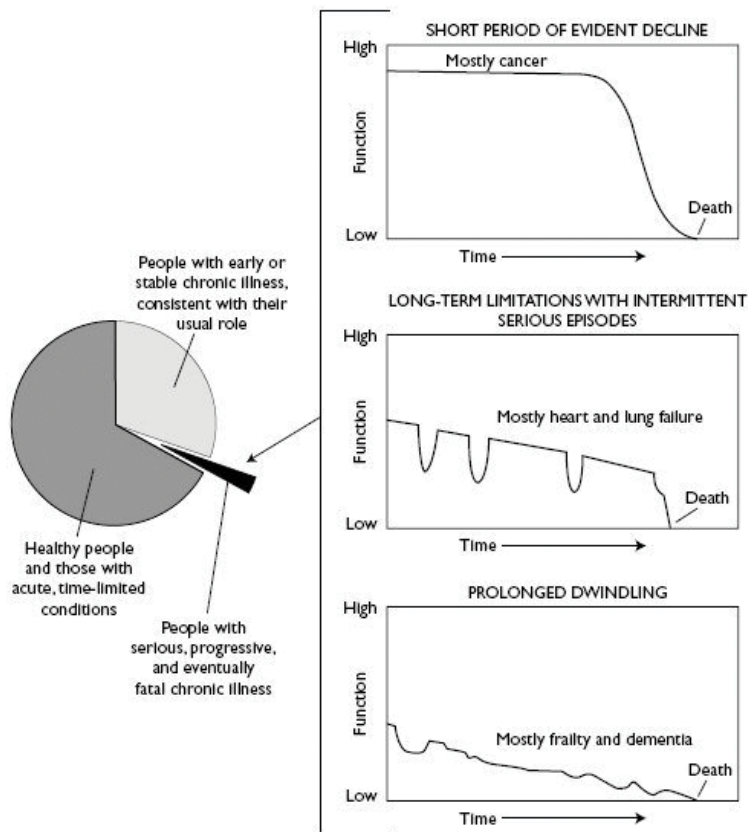 People with early or
stable chronic illness,
consistent with their
usual role
Healthy people
and those with
acute, time-limited
conditions
People with
serious, progressive,
and eventually
fatal chronic illness
SHORT PERIOD OF EVIDENT DECLINE
High
Mostly cancer
Function
Death
Low
Time
LONG-TERM LIMITATIONS WITH INTERMITTENT
SERIOUS EPISODES
High
Mostly heart and lung failure
Function
Death
Low
Time
PROLONGED DWINDLING
High
Function
Mostly frailty and dementia
Death
Low
Time